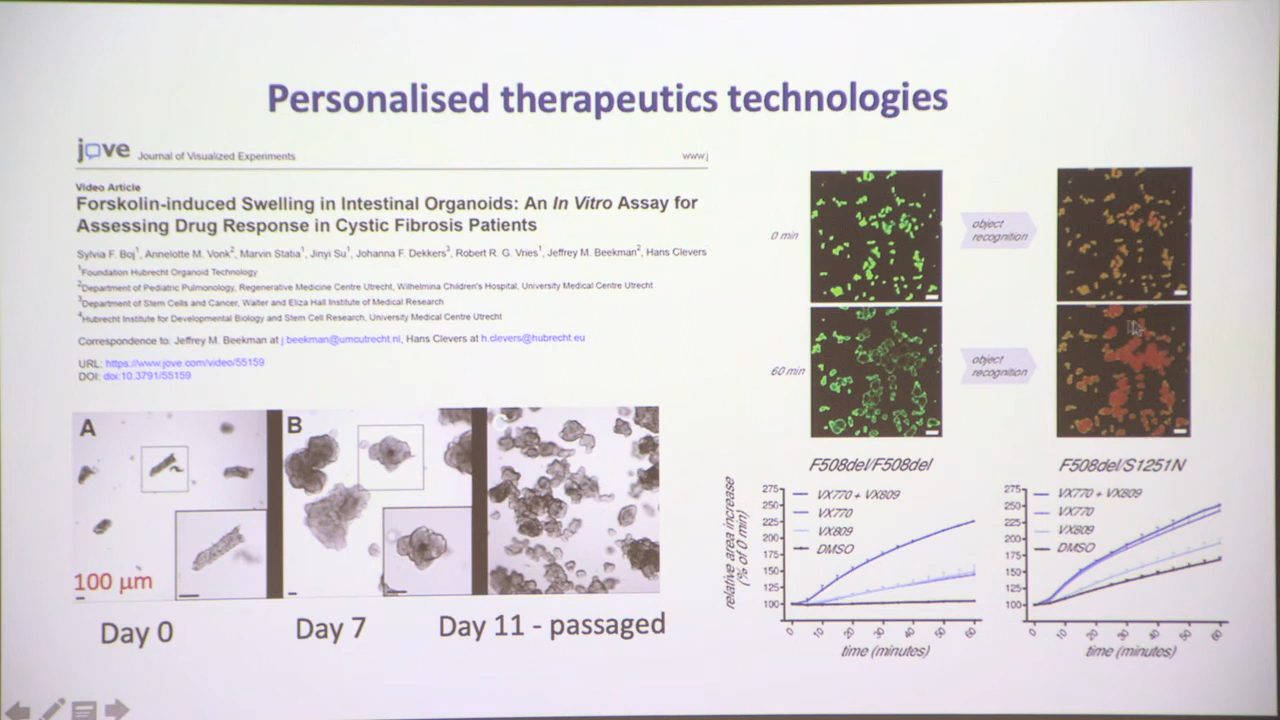 Personalised therapeutics technologies
jove Journal of Visualized Experiments
www.j
Video Article
Forskolin-induced Swelling in Intestinal Organoids: An In Vitro Assay for
Assessing Drug Response in Cystic Fibrosis Patients
Sylvia F. Boj1, Annelotte M. Vonk2, Marvin Statia1, Jinyi Su1, Johanna F. Dekkers3, Robert R. G. Vries1, Jeffrey M. Beekman2, Hans Clevers
1Foundation Hubrecht Organoid Technology
2Department of Pediatric Pulmonology, Regenerative Medicine Centre Utrecht, Wilhelmina Children's Hospital, University Medical Centre Utrecht
3Department of Stem Cells and Cancer, Walter and Eliza Hall Institute of Medical Research
4Hubrecht Institute for Developmental Biology and Stem Cell Research, University Medical Centre Utrecht
Correspondence to: Jeffrey M. Beekman at j.beekman@umcutrecht.nl, Hans Clevers at h.clevers@hubrecht.eu
URL: https://www.jove.com/video/55159
DOI: doi:10.3791/55159
A
B
C
100 µm
Day 0
Day 7
Day 11 - passaged
0 min
object
recognition
60 min
object
recognition
F508del/F508del
relative area increase
(% of 0 min)
275
250
225
200
175
150
125
100
VX770 + VX809
VX770
VX809
DMSO
0 10 20 30 40 50 60
time (minutes)
F508del/S1251N
275
250
225
200
175
150
125
100
VX770 + VX809
VX770
VX809
DMSO
0 10 20 30 40 50 60
time (minutes)